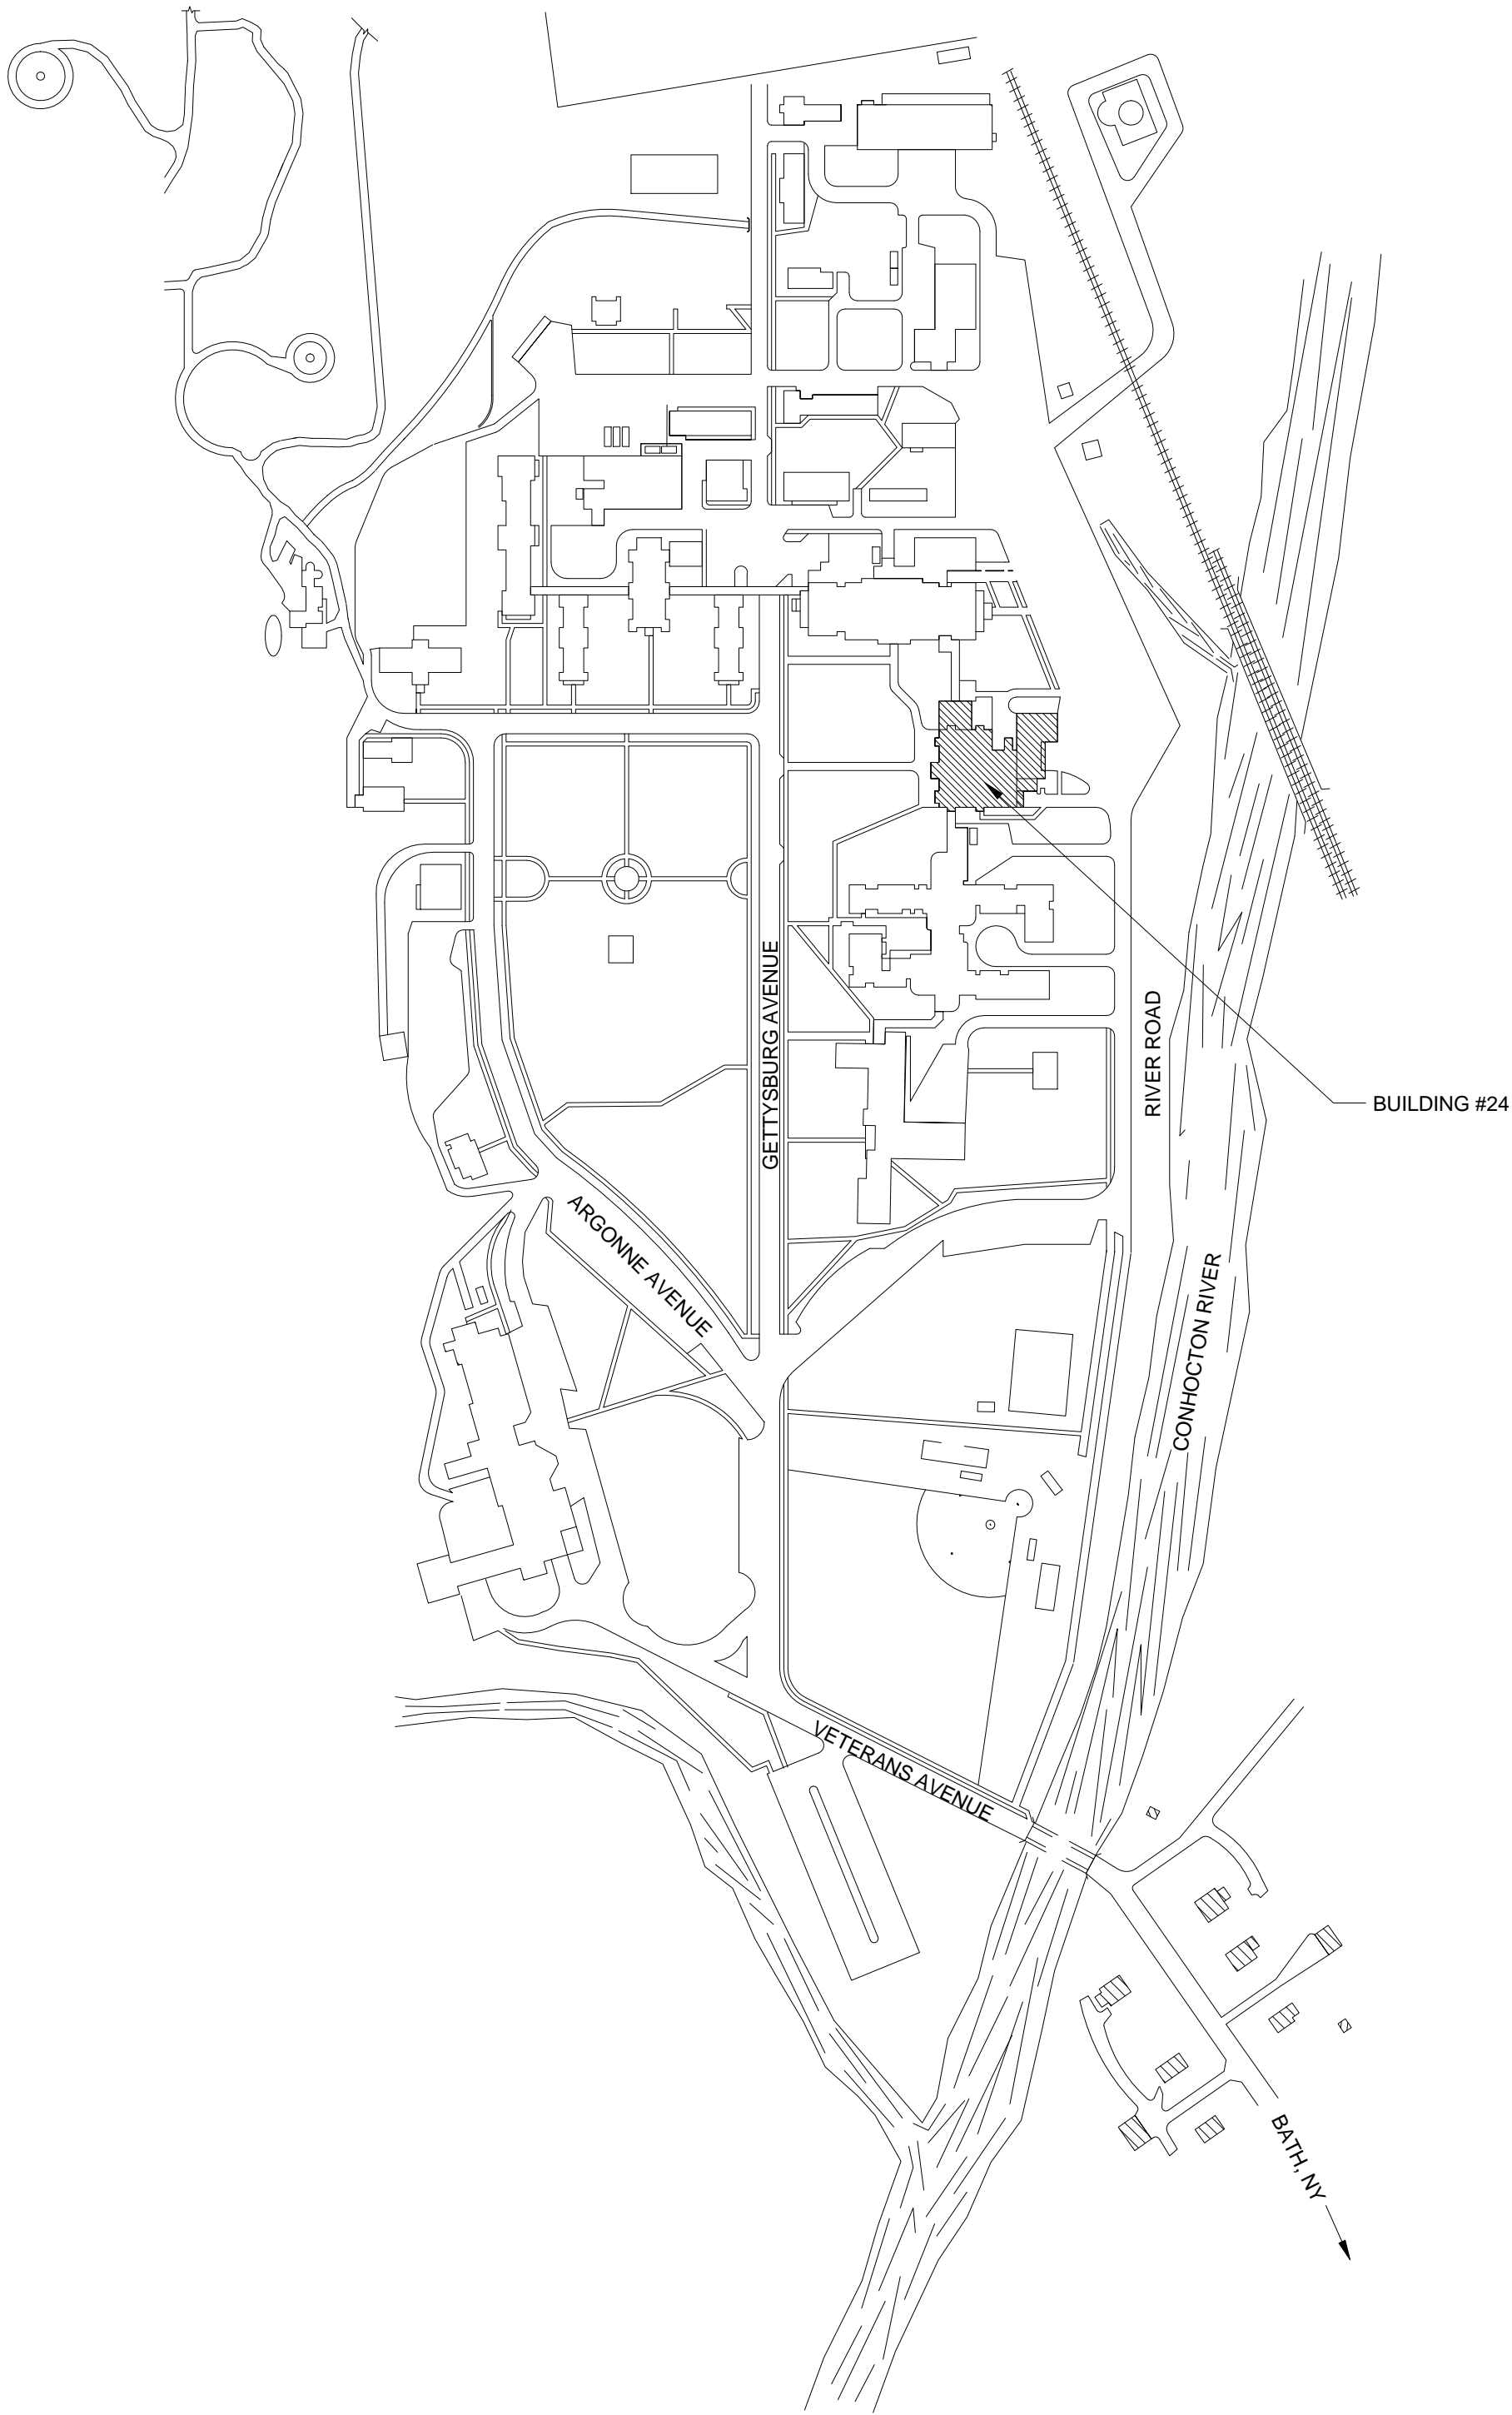 GETTYSBURG AVENUE
RIVER ROAD
BUILDING #24
ARGONNE AVENUE
CONHOCTON RIVER
VETERANS AVENUE
BATH, NY